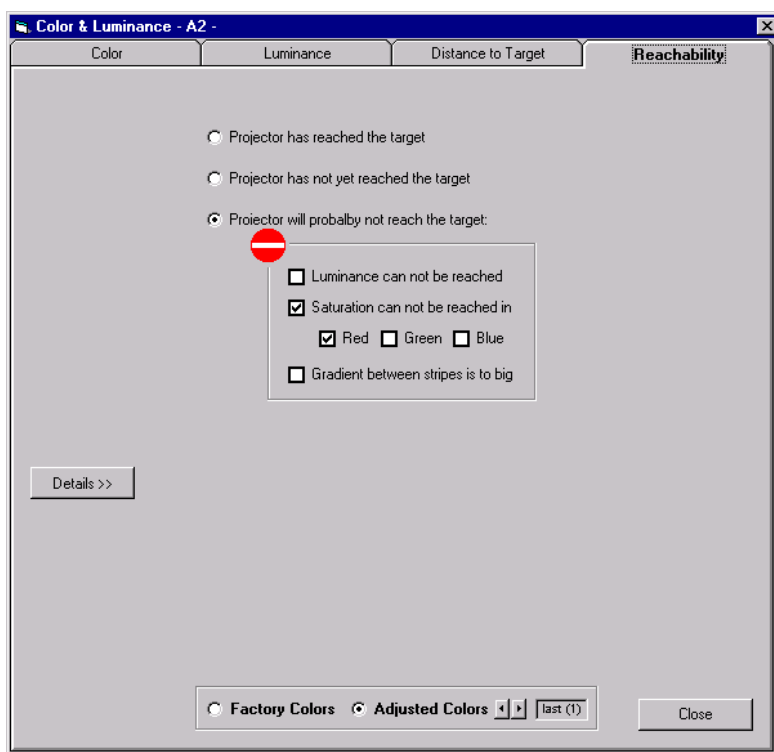 Color & Luminance - A2 -
Color Luminance Distance to Target Reachability
Projector has reached the target
Projector has not yet reached the target
Projector will probalby not reach the target:
Luminance can not be reached
Saturation can not be reached in
Red Green Blue
Gradient between stripes is to big
Details >>
Factory Colors Adjusted Colors last (1)
Close